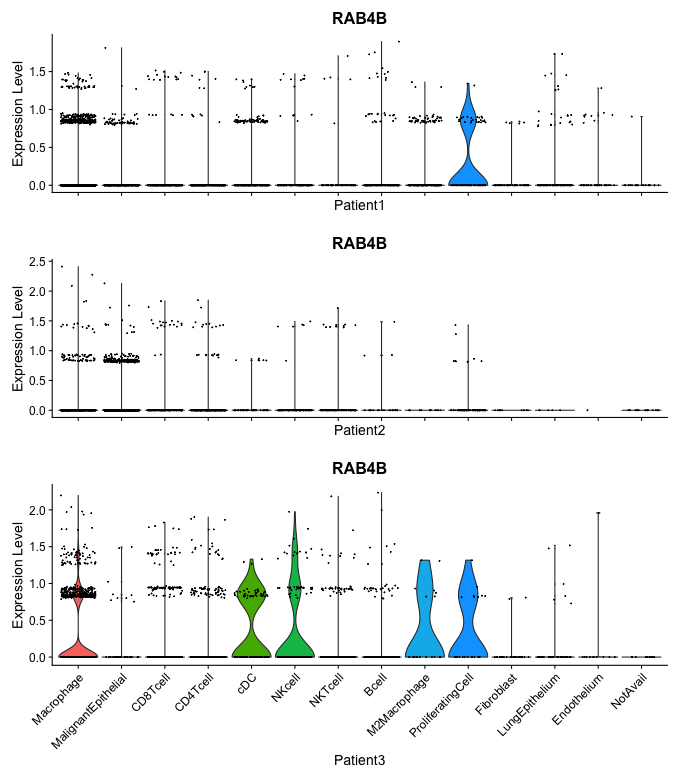 RAB4B
Expression Level
1.5
1.0
0.5
0.0
Patient1
RAB4B
Expression Level
2.5
2.0
1.5
1.0
0.5
0.0
Patient2
RAB4B
Expression Level
2.0
1.5
1.0
0.5
0.0
Macrophage
MalignantEpithelial
CD8Tcell
CD4Tcell
cDC
NKcell
NKTcell
Bcell
M2Macrophage
ProliferatingCell
Fibroblast
LungEpithelium
Endothelium
NotAvail
Patient3